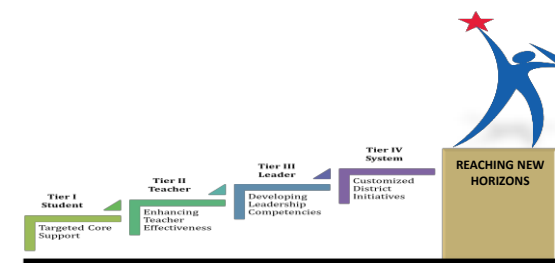 Tier I
Student
Targeted Core
Support
Tier II
Teacher
Enhancing
Teacher
Effectiveness
Tier III
Leader
Developing
Leadership
Competencies
Tier IV
System
Customized
District
Initiatives
REACHING NEW
HORIZONS